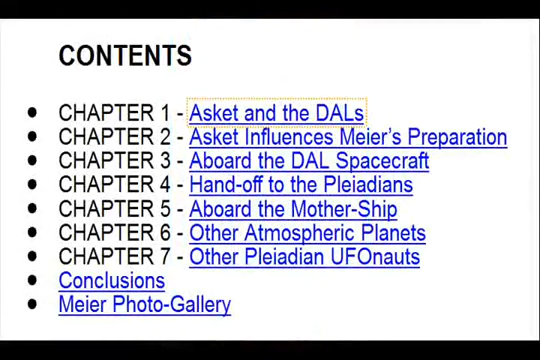 CONTENTS
• CHAPTER 1 - Asket and the DALs
• CHAPTER 2 - Asket Influences Meier's Preparation
• CHAPTER 3 - Aboard the DAL Spacecraft
• CHAPTER 4 - Hand-off to the Pleiadians
• CHAPTER 5 - Aboard the Mother-Ship
• CHAPTER 6 - Other Atmospheric Planets
• CHAPTER 7 - Other Pleiadian UFOnauts
• Conclusions
• Meier Photo-Gallery